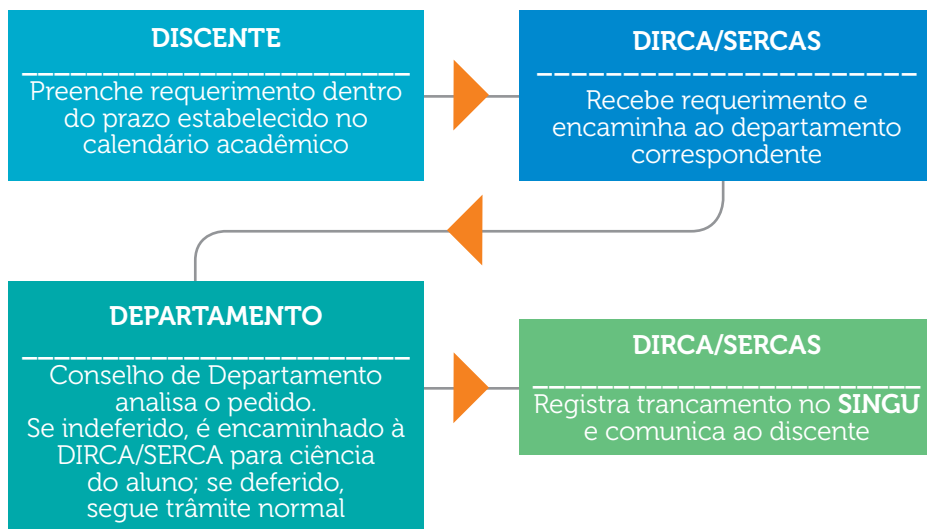 DISCENTE
Preenche requerimento dentro
do prazo estabelecido no
calendário acadêmico
DIRCA/SERCAS
Recebe requerimento e
encaminha ao departamento
correspondente
DEPARTAMENTO
Conselho de Departamento
analisa o pedido.
Se indeferido, é encaminhado à
DIRCA/SERCA para ciência
do aluno; se deferido,
segue trâmite normal
DIRCA/SERCAS
Registra trancamento no SINGU
e comunica ao discente